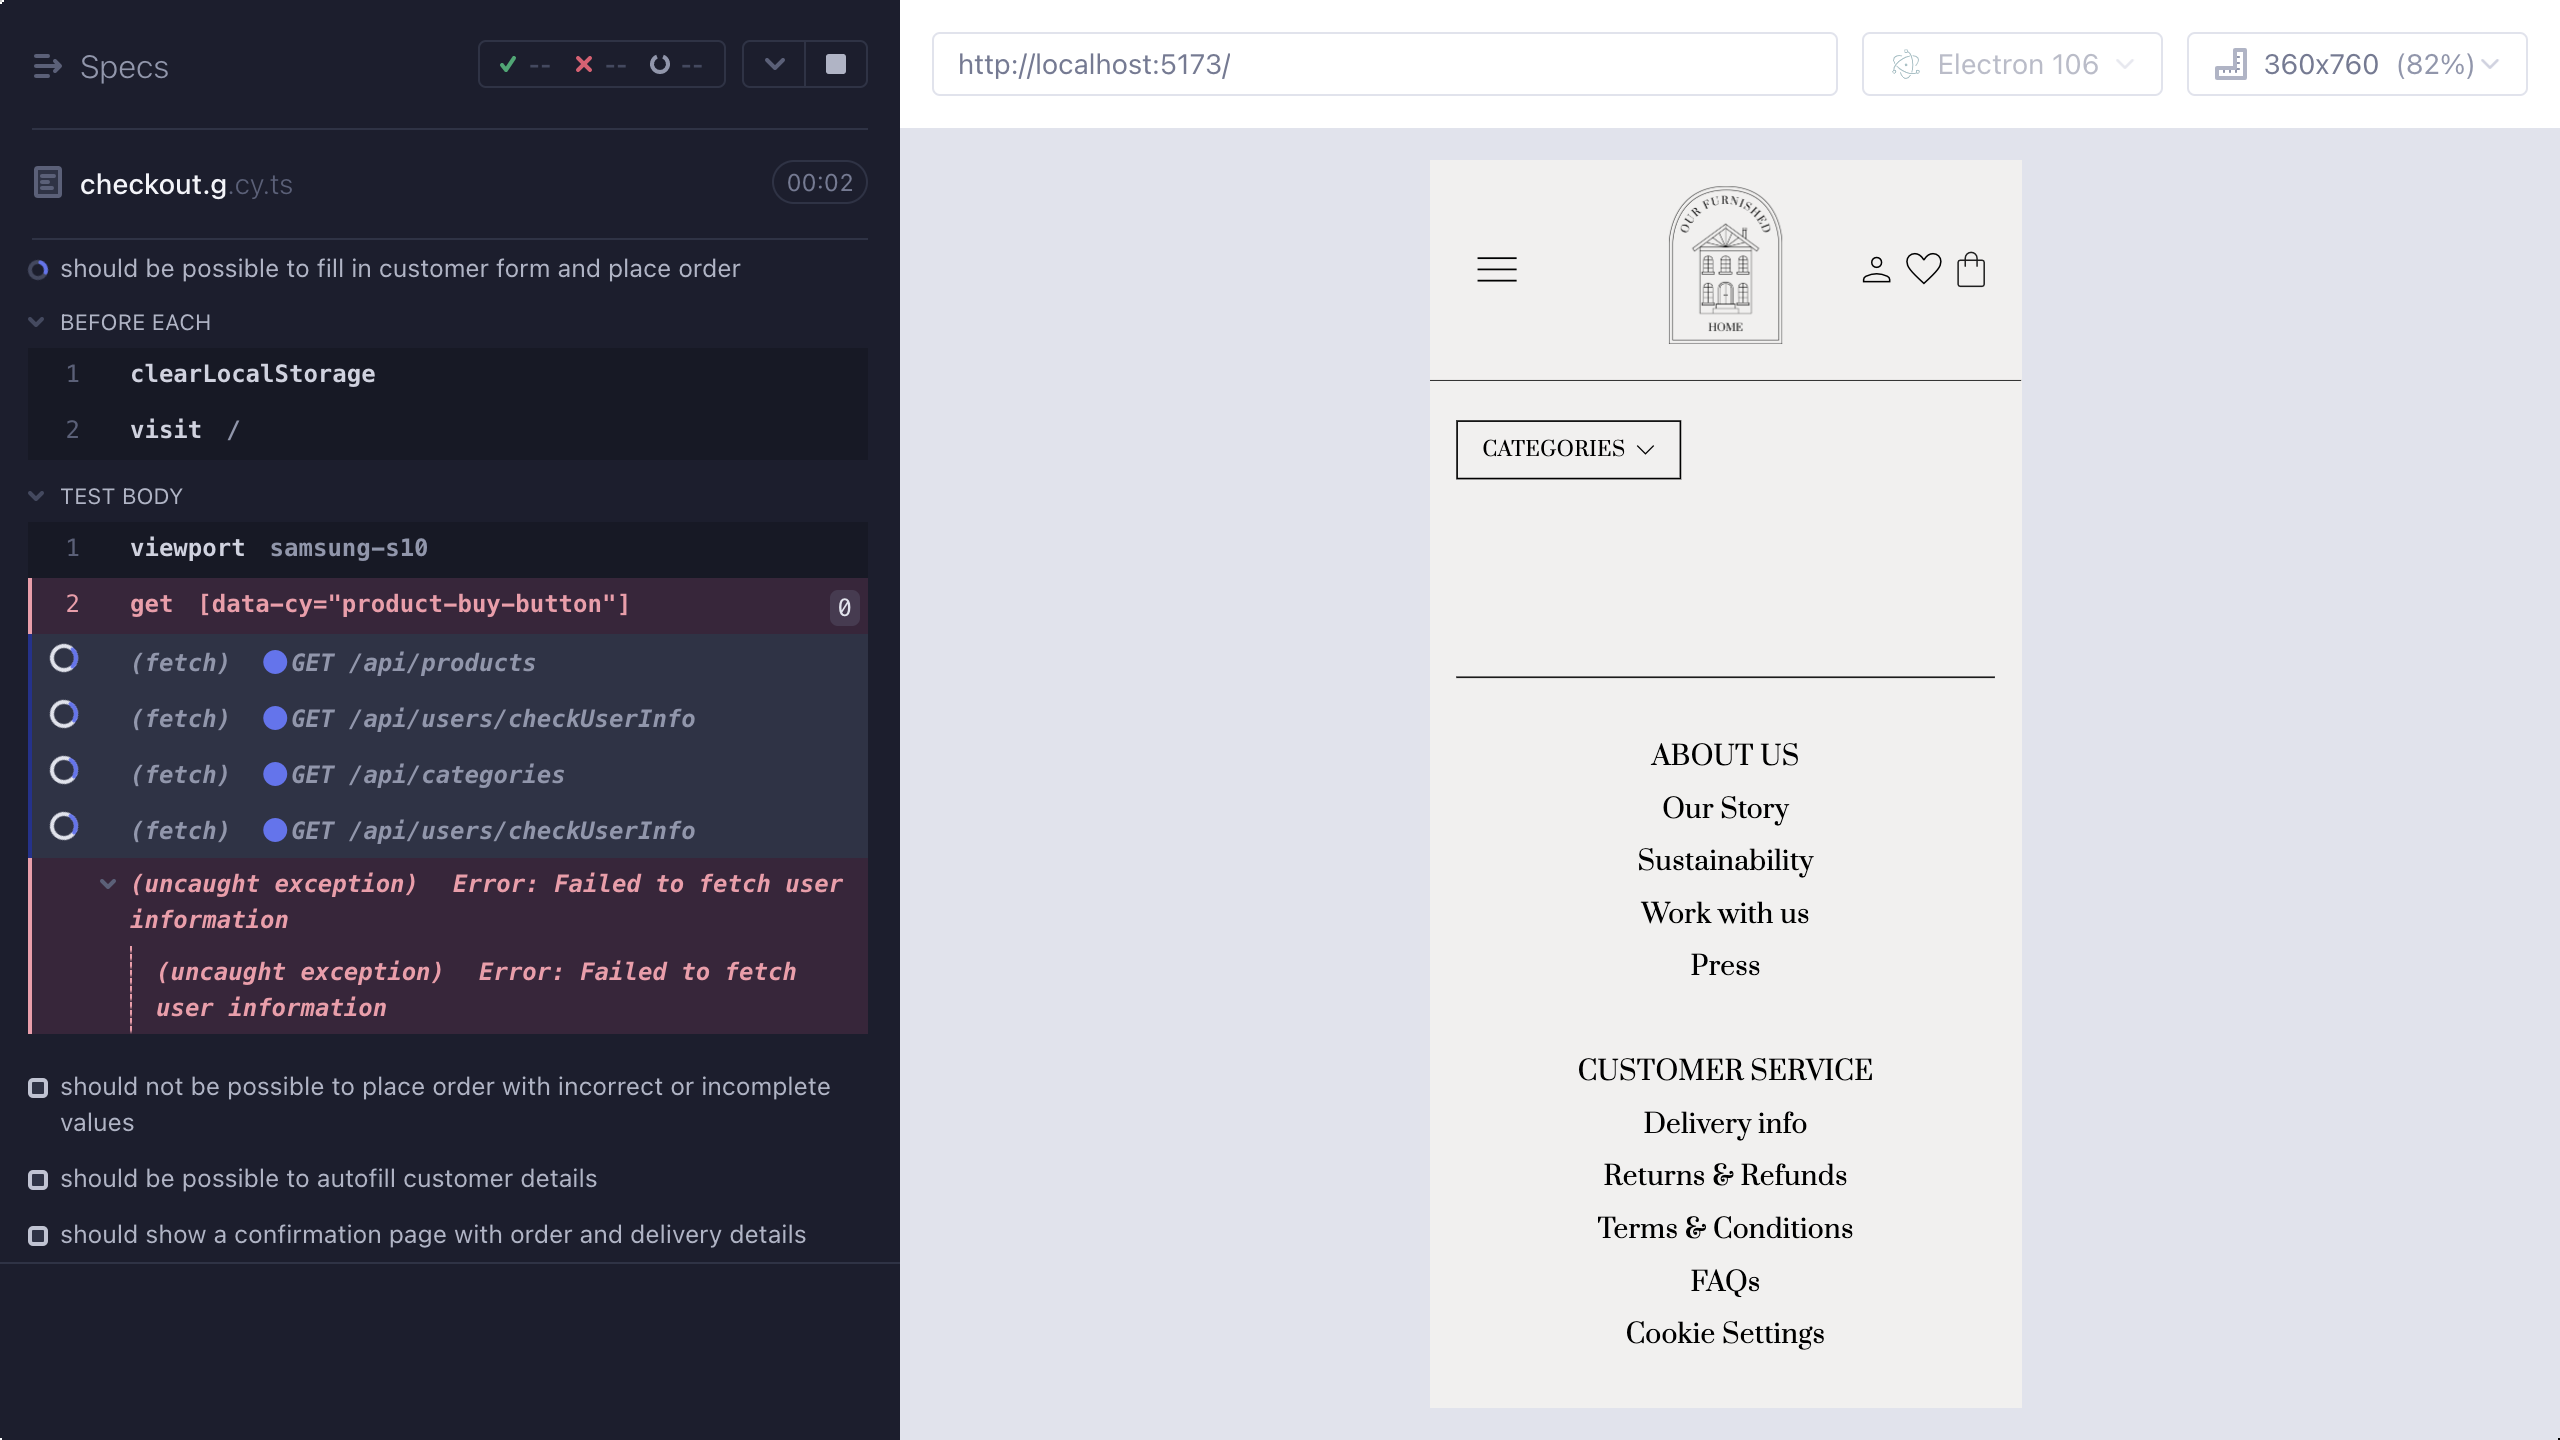 Specs
-- -- --
checkout.g.cy.ts
00:02
should be possible to fill in customer form and place order
BEFORE EACH
1 clearLocalStorage
2 visit /
TEST BODY
1 viewport samsung-s10
2 get [data-cy="product-buy-button"] 0
(fetch) GET /api/products
(fetch) GET /api/users/checkUserInfo
(fetch) GET /api/categories
(fetch) GET /api/users/checkUserInfo
(uncaught exception) Error: Failed to fetch user
information
(uncaught exception) Error: Failed to fetch
user information
should not be possible to place order with incorrect or incomplete
values
should be possible to autofill customer details
should show a confirmation page with order and delivery details
http://localhost:5173/
Electron 106
360x760 (82%)
OUR FURNISHED
HOME
CATEGORIES
ABOUT US
Our Story
Sustainability
Work with us
Press
CUSTOMER SERVICE
Delivery info
Returns & Refunds
Terms & Conditions
FAQs
Cookie Settings